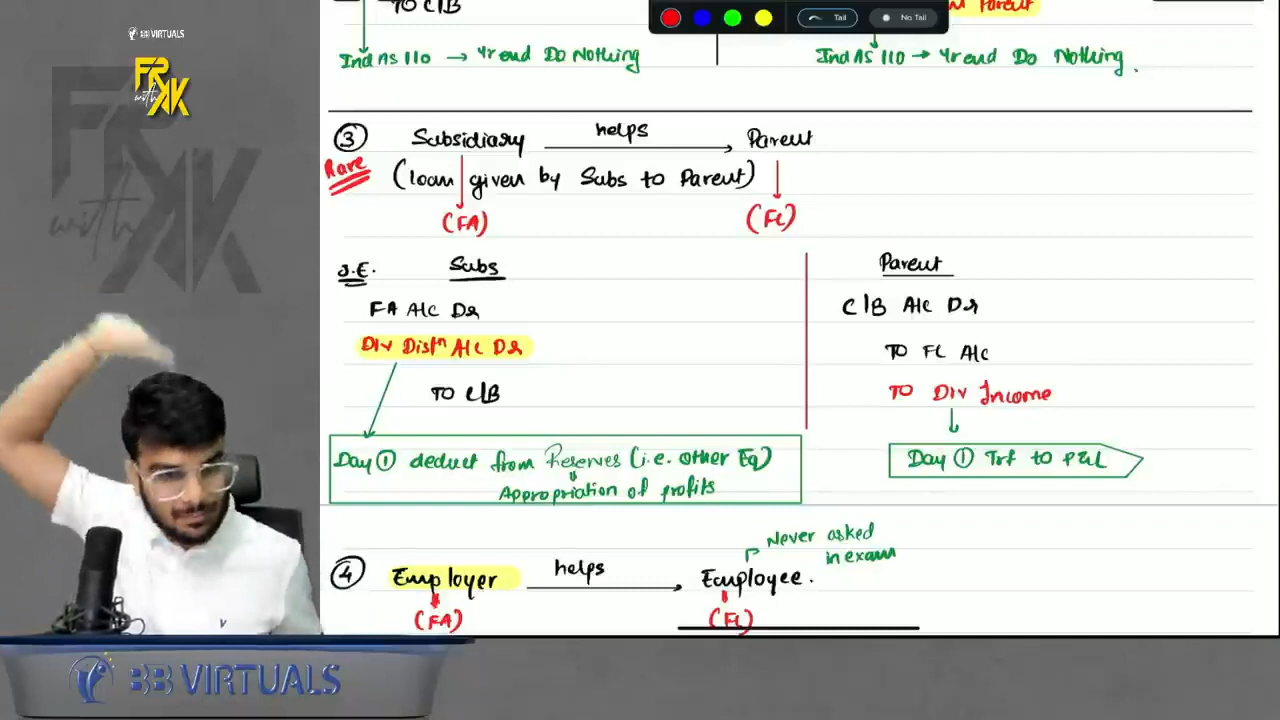 BB VIRTUALS
FR
with KK
TO C/B
Parent
Tail
No Tail
Ind AS 110 → Yrend Do Nothing
Ind AS 110 → Yrend Do Nothing.
③ Subsidiary helps Parent
Rare
(loan given by Subs to Parent)
(FA) (FL)
J.E. Subs
Parent
FA A/c Dr
C/B A/c Dr
Div Distn A/c Dr
TO FL A/c
TO C/B
TO Div Income
Day ① deduct from Reserves (i.e. other Eq)
Appropriation of profits
Day ① Trf to P&L
Never asked
in exam
④ Employer helps Employee.
(FA) (FL)
BB VIRTUALS